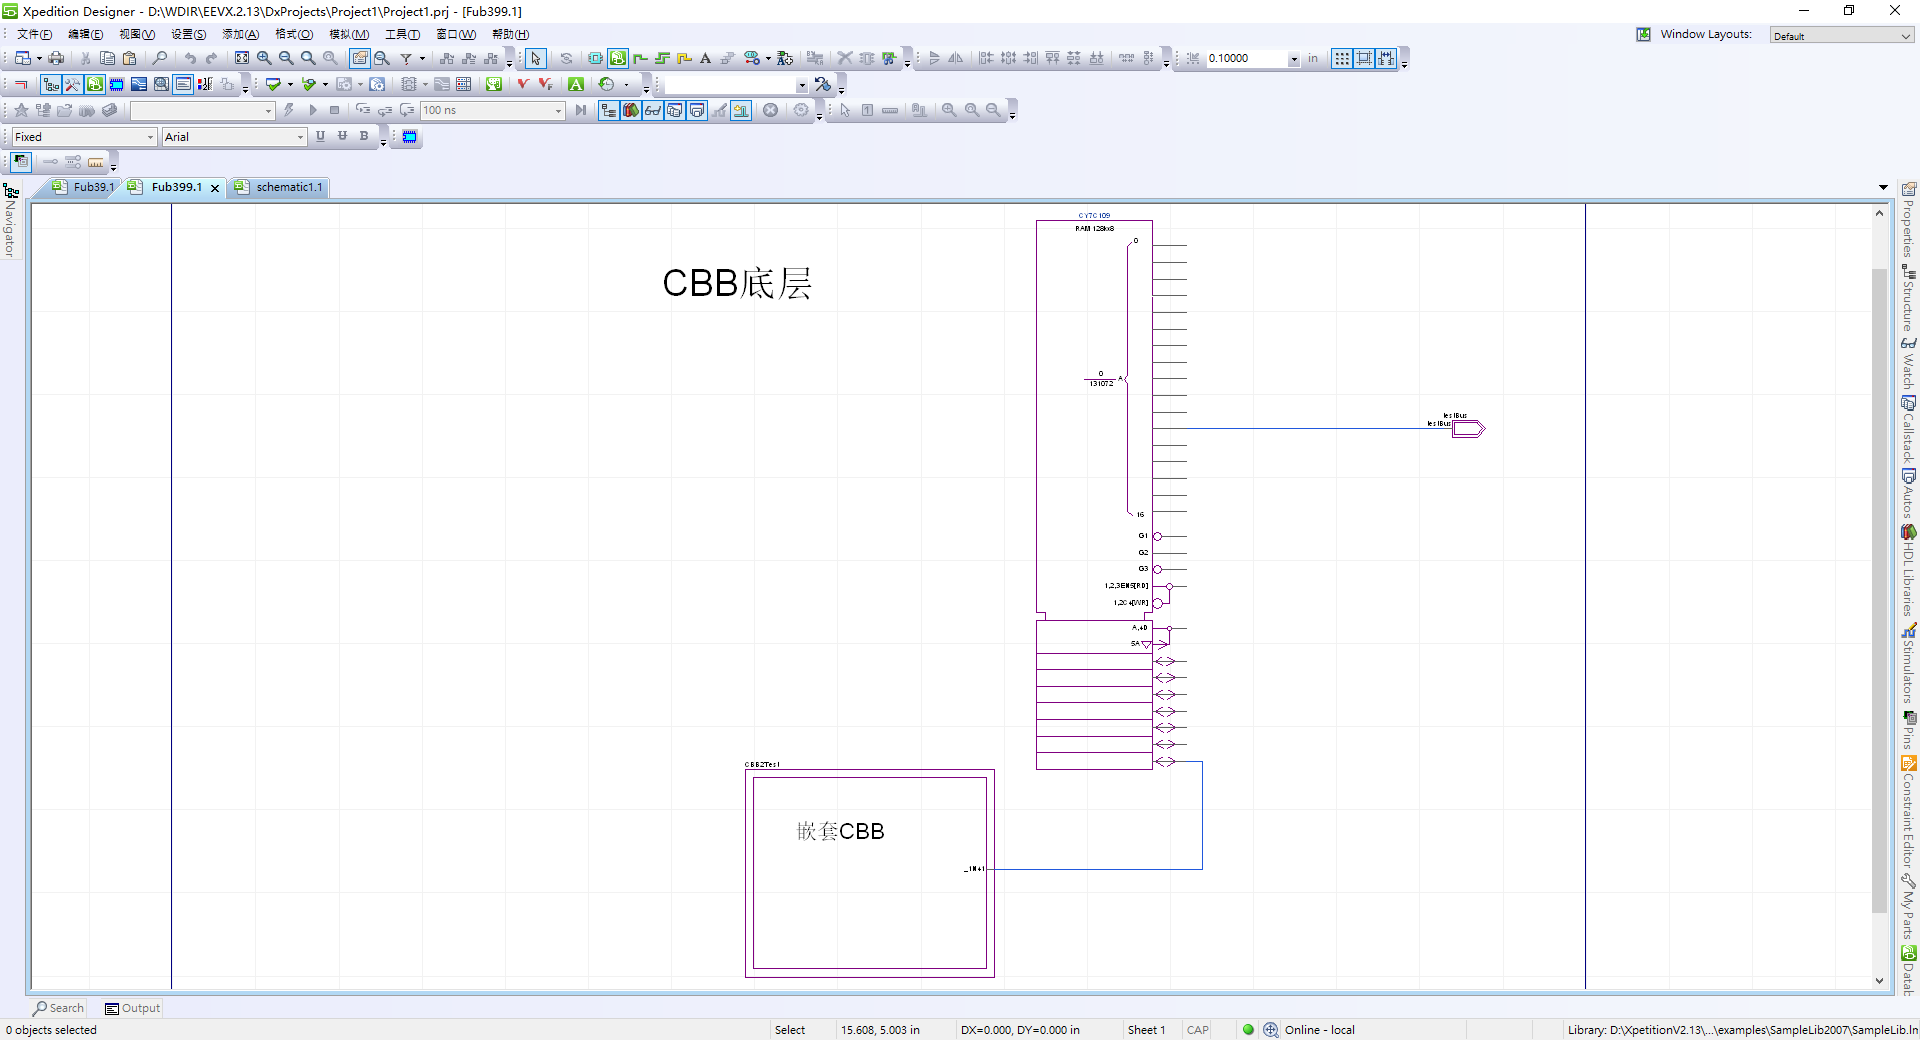 Xpedition Designer - D:\WDIR\EEVX.2.13\DxProjects\Project1\Project1.prj - [Fub399.1]
文件(F) 编辑(E) 视图(V) 设置(S) 添加(A) 格式(O) 模拟(M) 工具(T) 窗口(W) 帮助(H)
Window Layouts: Default
0.10000 in
100 ns
Fixed Arial
Fub39.1 Fub399.1 schematic1.1
Navigator
CY7C109
RAM 128kx8
0
CBB底层
0
131072
A
TestBus
TestBus
16
G1
G2
G3
1,2,3EN5[RD]
1,2C4[WR]
A,4D
5A
CBB2Test
嵌套CBB
Properties
Structure
Watch
Callstack
Autos
HDL Libraries
Stimulators
Pins
Constraint Editor
My Parts
Datab
Search Output
0 objects selected Select 15.608, 5.003 in DX=0.000, DY=0.000 in Sheet 1 CAP Online - local Library: D:\XpetitionV2.13\...\examples\SampleLib2007\SampleLib.ln